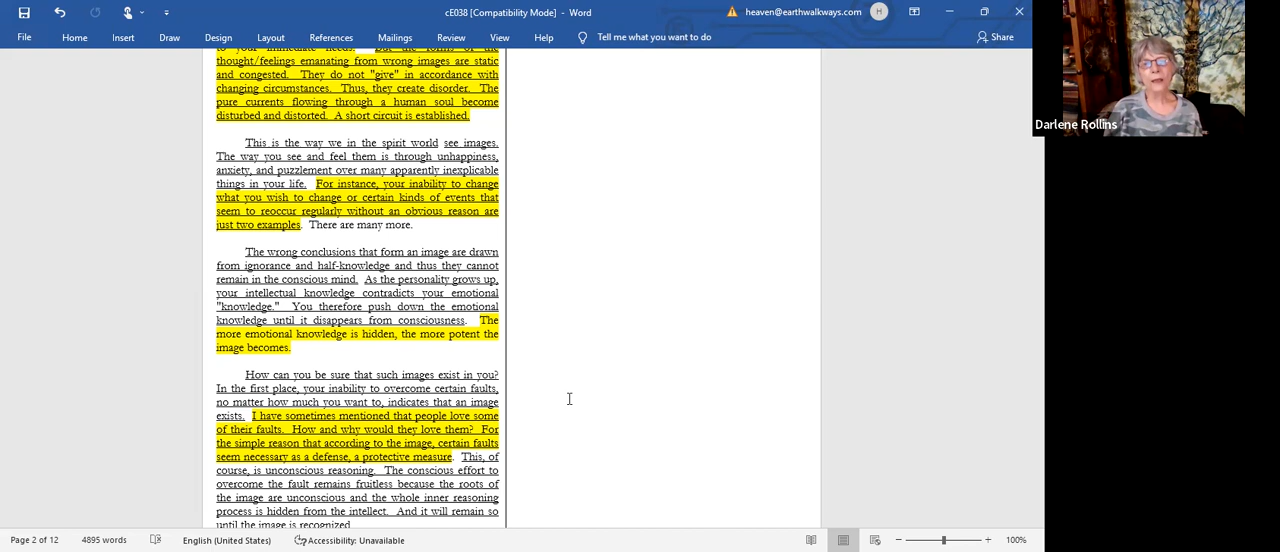 cE038 [Compatibility Mode] - Word
heaven@earthwalkways.com
H
File Home Insert Draw Design Layout References Mailings Review View Help Tell me what you want to do
Share
to your immediate needs. But the forms of the
thought/feelings emanating from wrong images are static
and congested. They do not "give" in accordance with
changing circumstances. Thus, they create disorder. The
pure currents flowing through a human soul become
disturbed and distorted. A short circuit is established.
This is the way we in the spirit world see images.
The way you see and feel them is through unhappiness,
anxiety, and puzzlement over many apparently inexplicable
things in your life. For instance, your inability to change
what you wish to change or certain kinds of events that
seem to reoccur regularly without an obvious reason are
just two examples. There are many more.
The wrong conclusions that form an image are drawn
from ignorance and half-knowledge and thus they cannot
remain in the conscious mind. As the personality grows up,
your intellectual knowledge contradicts your emotional
"knowledge." You therefore push down the emotional
knowledge until it disappears from consciousness. The
more emotional knowledge is hidden, the more potent the
image becomes.
How can you be sure that such images exist in you?
In the first place, your inability to overcome certain faults,
no matter how much you want to, indicates that an image
exists. I have sometimes mentioned that people love some
of their faults. How and why would they love them? For
the simple reason that according to the image, certain faults
seem necessary as a defense, a protective measure. This, of
course, is unconscious reasoning. The conscious effort to
overcome the fault remains fruitless because the roots of
the image are unconscious and the whole inner reasoning
process is hidden from the intellect. And it will remain so
until the image is recognized.
Darlene Rollins
Page 2 of 12 4895 words English (United States) Accessibility: Unavailable 100%